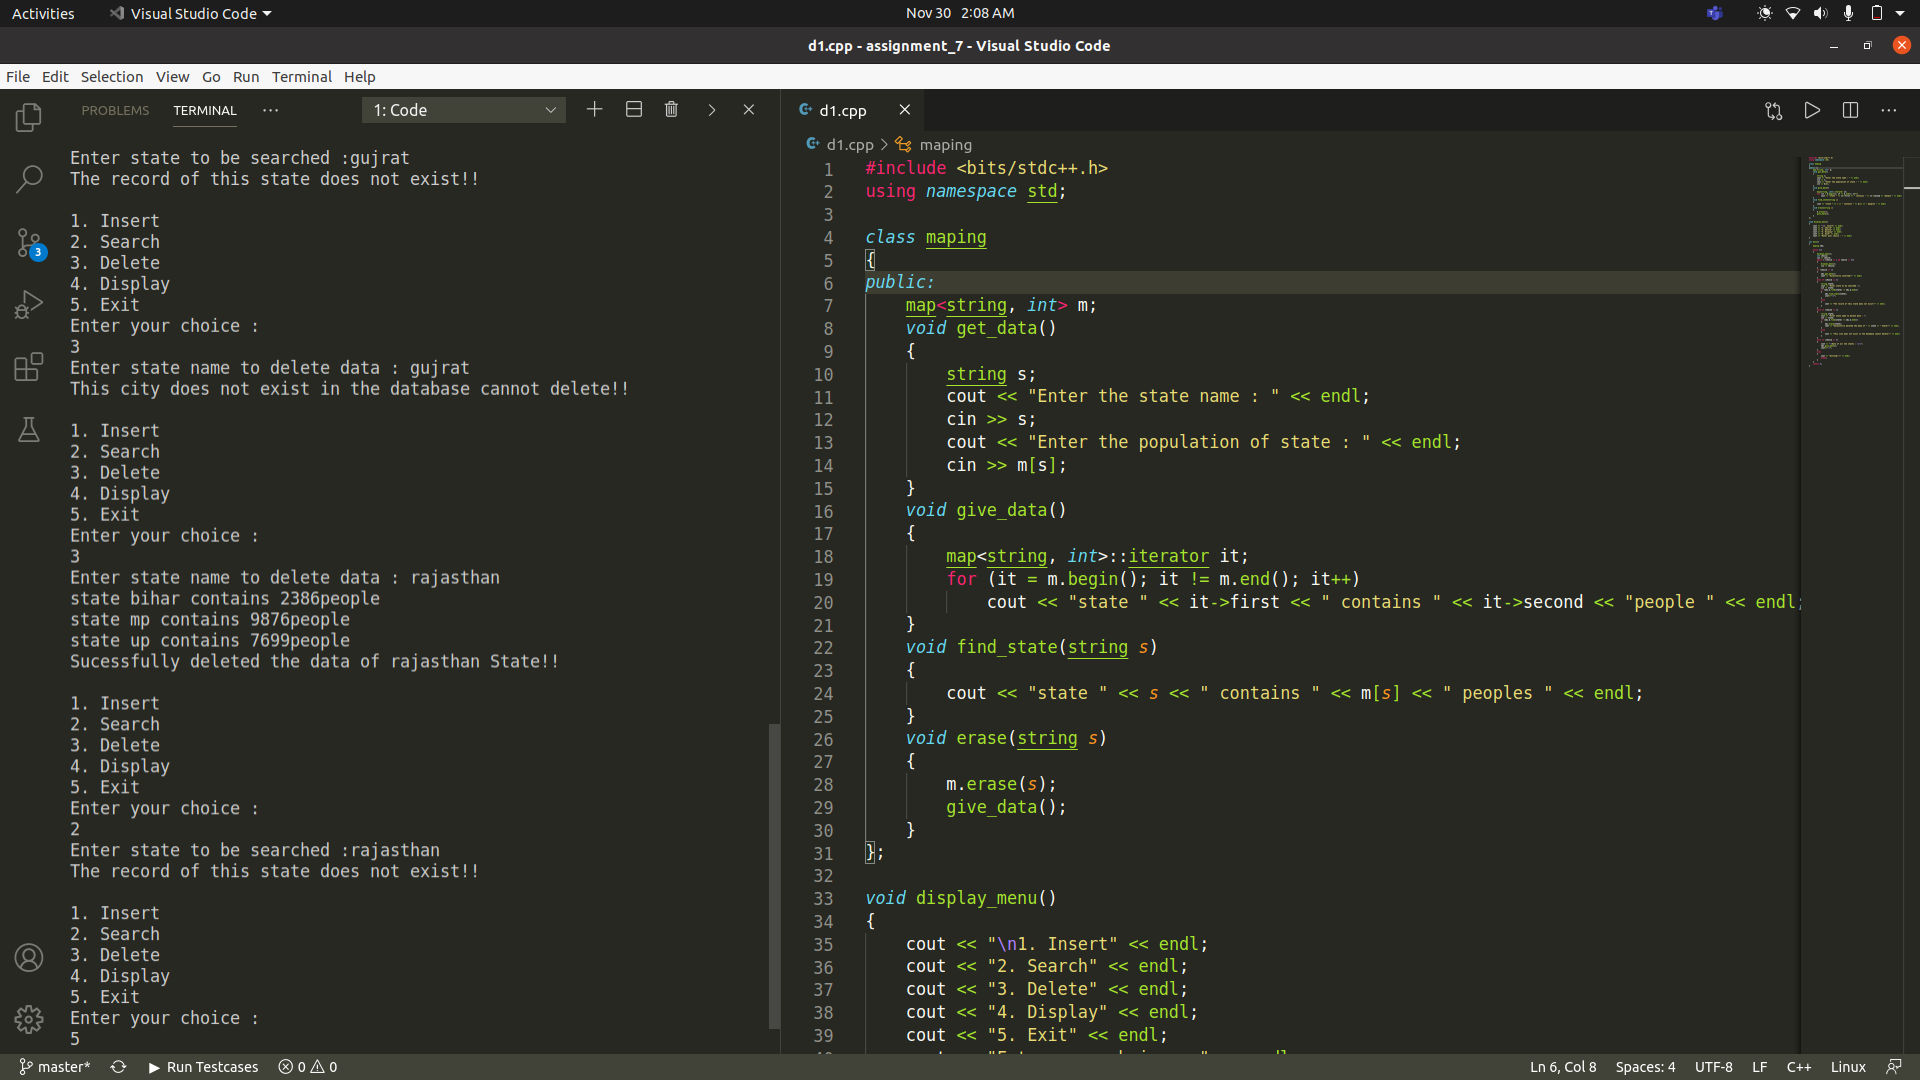 Activities Visual Studio Code Nov 30 2:08 AM
d1.cpp - assignment_7 - Visual Studio Code
File Edit Selection View Go Run Terminal Help
PROBLEMS TERMINAL ··· 1: Code
Enter state to be searched :gujrat
The record of this state does not exist!!
1. Insert
2. Search
3. Delete
4. Display
5. Exit
Enter your choice :
3
Enter state name to delete data : gujrat
This city does not exist in the database cannot delete!!
1. Insert
2. Search
3. Delete
4. Display
5. Exit
Enter your choice :
3
Enter state name to delete data : rajasthan
state bihar contains 2386people
state mp contains 9876people
state up contains 7699people
Sucessfully deleted the data of rajasthan State!!
1. Insert
2. Search
3. Delete
4. Display
5. Exit
Enter your choice :
2
Enter state to be searched :rajasthan
The record of this state does not exist!!
1. Insert
2. Search
3. Delete
4. Display
5. Exit
Enter your choice :
5
3
d1.cpp
d1.cpp > maping
1 #include <bits/stdc++.h>
2 using namespace std;
3
4 class maping
5 {
6 public:
7     map<string, int> m;
8     void get_data()
9     {
10         string s;
11         cout << "Enter the state name : " << endl;
12         cin >> s;
13         cout << "Enter the population of state : " << endl;
14         cin >> m[s];
15     }
16     void give_data()
17     {
18         map<string, int>::iterator it;
19         for (it = m.begin(); it != m.end(); it++)
20             cout << "state " << it->first << " contains " << it->second << "people " << endl;
21     }
22     void find_state(string s)
23     {
24         cout << "state " << s << " contains " << m[s] << " peoples " << endl;
25     }
26     void erase(string s)
27     {
28         m.erase(s);
29         give_data();
30     }
31 };
32
33 void display_menu()
34 {
35     cout << "\n1. Insert" << endl;
36     cout << "2. Search" << endl;
37     cout << "3. Delete" << endl;
38     cout << "4. Display" << endl;
39     cout << "5. Exit" << endl;
master* Run Testcases 0 0 Ln 6, Col 8 Spaces: 4 UTF-8 LF C++ Linux